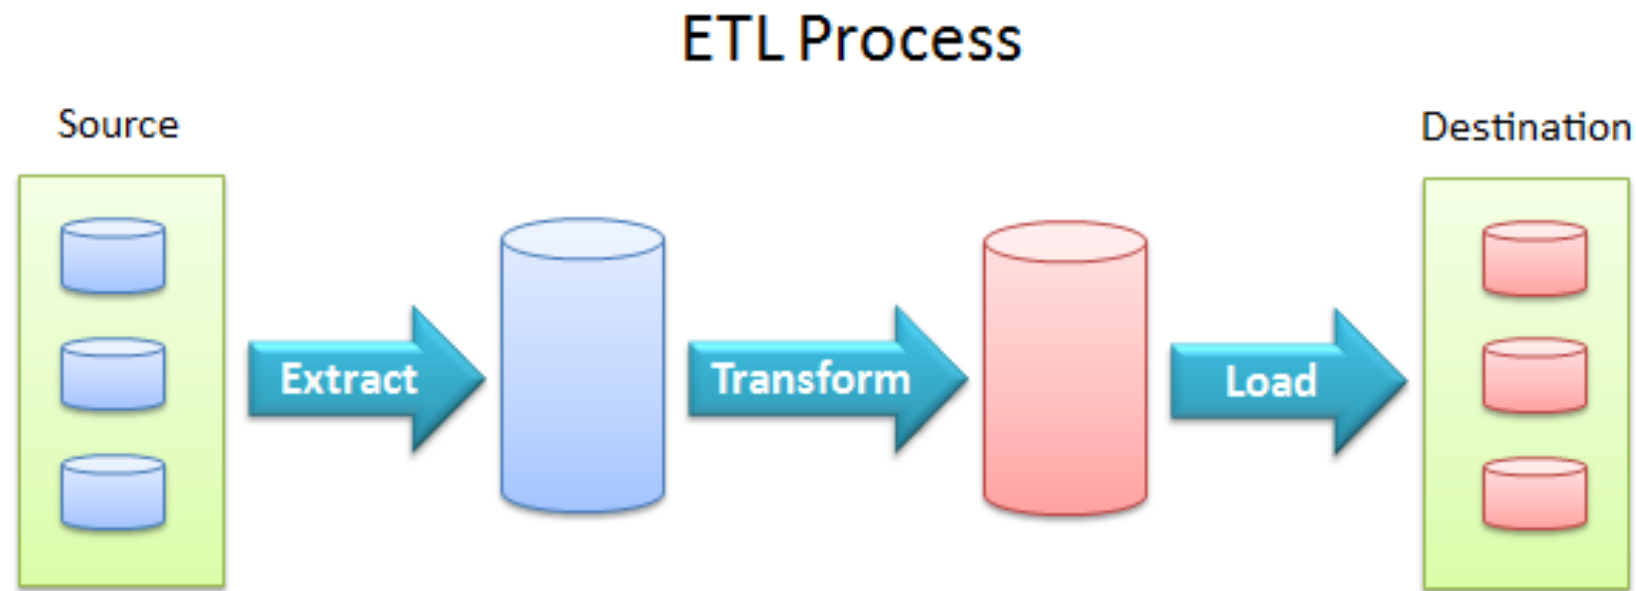 ETL Process
Source
Destination
Extract
Transform
Load